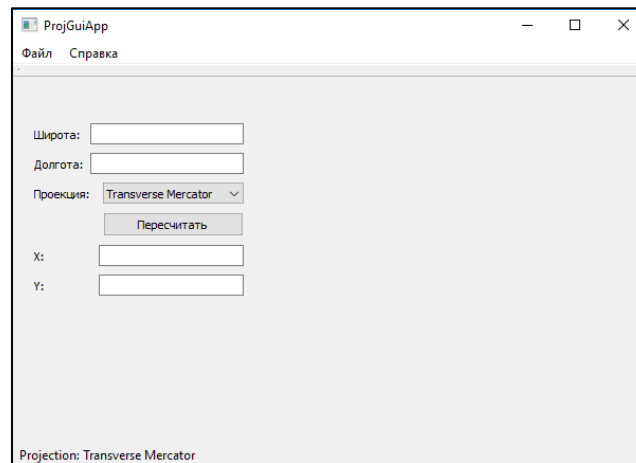 ProjGuiApp
Файл Справка
Широта:
Долгота:
Проекция: Transverse Mercator
Пересчитать
X:
Y:
Projection: Transverse Mercator